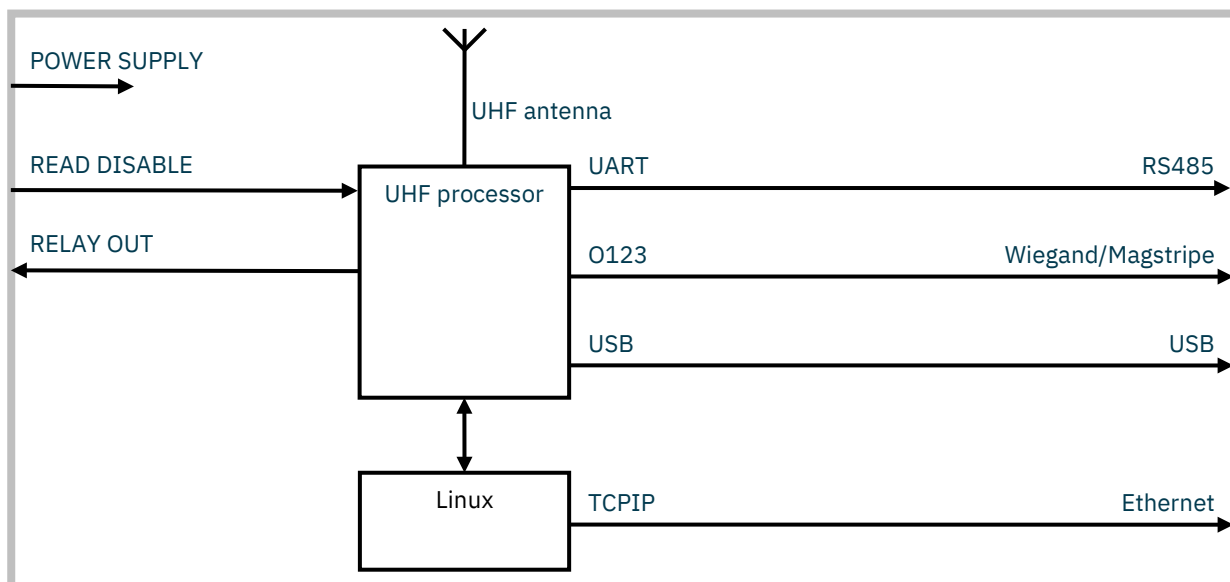 POWER SUPPLY
UHF antenna
READ DISABLE
UHF processor
UART RS485
RELAY OUT
O123 Wiegand/Magstripe
USB USB
Linux
TCPIP Ethernet